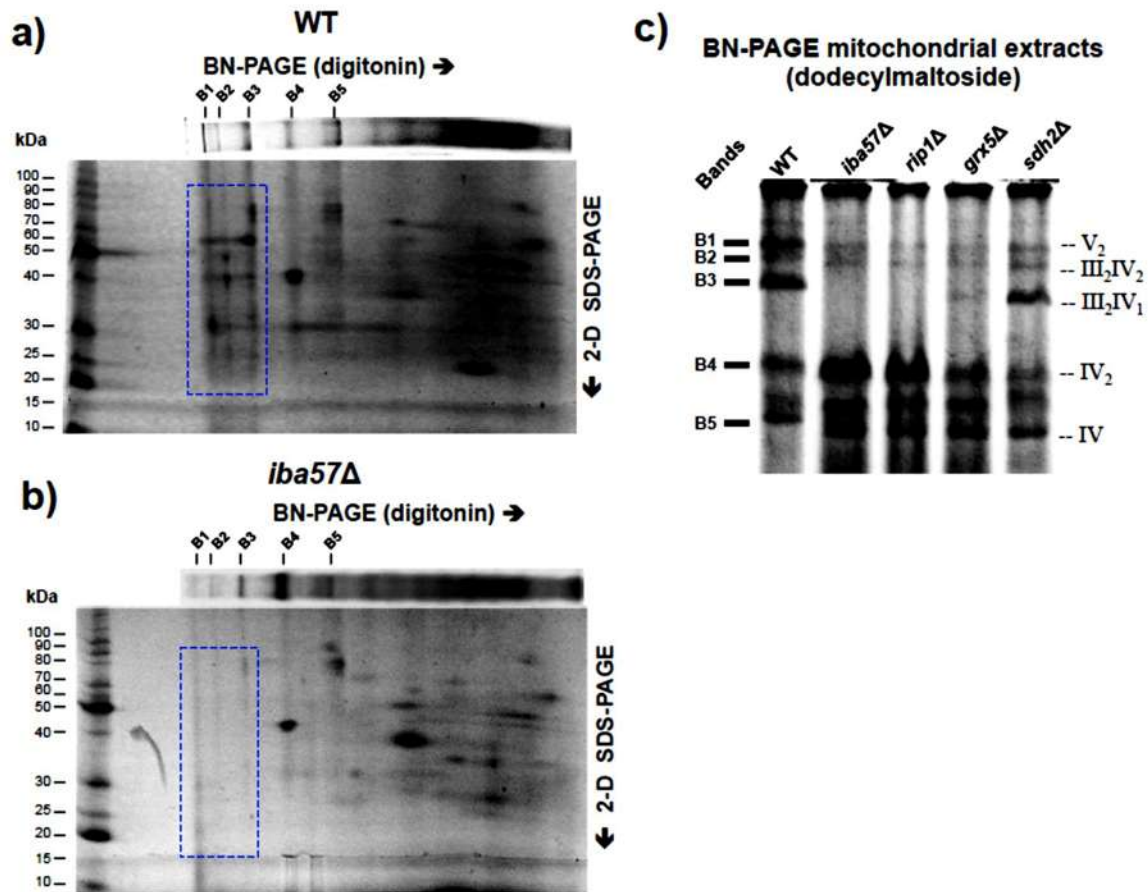 a)
WT
BN-PAGE (digitonin) ➔
B1 B2 B3 B4 B5
kDa
100
90
80
70
60
50
40
30
25
20
15
10
2-D SDS-PAGE
➔
b)
iba57Δ
BN-PAGE (digitonin) ➔
B1 B2 B3 B4 B5
kDa
100
90
80
70
60
50
40
30
25
20
15
10
2-D SDS-PAGE
➔
c)
BN-PAGE mitochondrial extracts
(dodecylmaltoside)
Bands WT iba57Δ rip1Δ grx5Δ sdh2Δ
B1 -- V₂
B2 -- III₂IV₂
B3 -- III₂IV₁
B4 -- IV₂
B5 -- IV